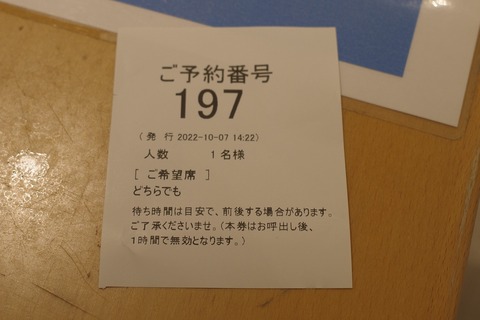 ご予約番号
197
(発 行 2022-10-07 14:22)
人数 1名様
[ ご希望席 ]
どちらでも
待ち時間は目安で、前後する場合があります。
ご了承くださいませ。(本券はお呼出し後、
1時間で無効となります。)